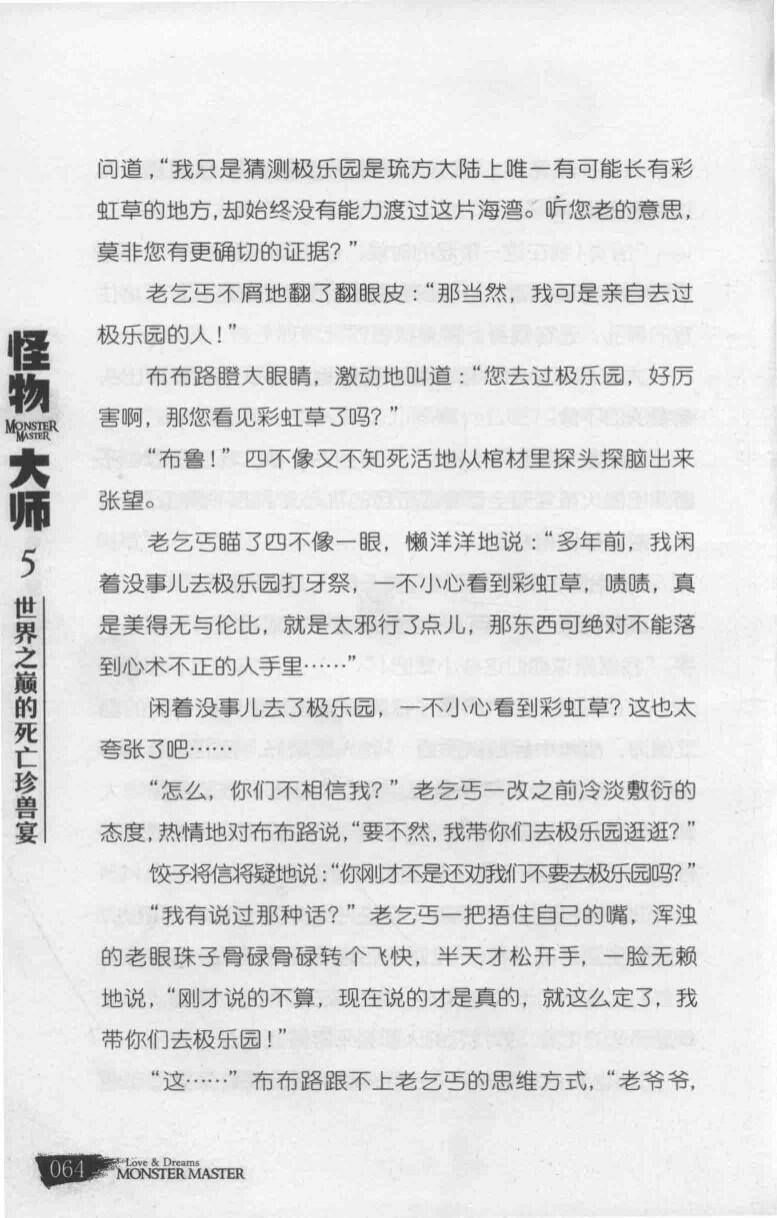 问道，“我只是猜测极乐园是琉方大陆上唯一有可能长有彩
虹草的地方，却始终没有能力渡过这片海湾。听您老的意思，
莫非您有更确切的证据？”
老乞丐不屑地翻了翻眼皮：“那当然，我可是亲自去过
极乐园的人！”
布布路瞪大眼睛，激动地叫道：“您去过极乐园，好厉
害啊，那您看见彩虹草了吗？”
“布鲁！”四不像又不知死活地从棺材里探头探脑出来
张望。
老乞丐瞄了四不像一眼，懒洋洋地说：“多年前，我闲
着没事儿去极乐园打牙祭，一不小心看到彩虹草，啧啧，真
是美得无与伦比，就是太邪行了点儿，那东西可绝对不能落
到心术不正的人手里……”
闲着没事儿去了极乐园，一不小心看到彩虹草？这也太
夸张了吧……
“怎么，你们不相信我？”老乞丐一改之前冷淡敷衍的
态度，热情地对布布路说，“要不然，我带你们去极乐园逛逛？”
饺子将信将疑地说：“你刚才不是还劝我们不要去极乐园吗？”
“我有说过那种话？”老乞丐一把捂住自己的嘴，浑浊
的老眼珠子骨碌骨碌转个飞快，半天才松开手，一脸无赖
地说，“刚才说的不算，现在说的才是真的，就这么定了，我
带你们去极乐园！”
“这……”布布路跟不上老乞丐的思维方式，“老爷爷，
怪物大师
MONSTER
MASTER
5
世界之巅的死亡珍兽宴
064
Love & Dreams
MONSTER MASTER